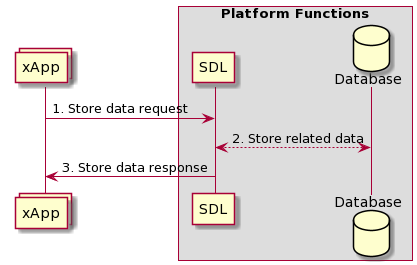 Platform Functions
xApp
SDL
Database
1. Store data request
2. Store related data
3. Store data response
xApp
SDL
Database